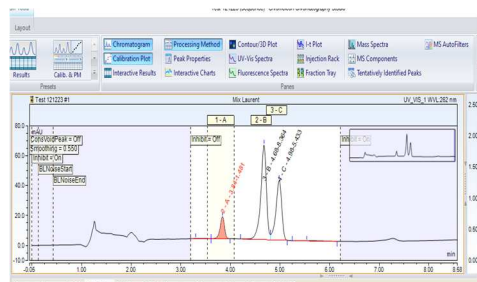 Layout
Chromatogram
Processing Method
Contour/3D Plot
I-t Plot
Mass Spectra
MS AutoFilters
Calibration Plot
Peak Properties
UV-Vis Spectra
Injection Rack
MS Components
Results
Calib. & PM
Interactive Results
Interactive Charts
Fluorescence Spectra
Fraction Tray
Tentatively Identified Peaks
Presets
Panes
Test 121223 #1
Mix Laurent
UV_VIS_1 WVL:282 nm
3 - C
1 - A
2 - B
80.0
mAU
ConsVoidPeak = Off
Smoothing = 0.550
Inhibit = On
BLNoiseStart
BLNoiseEnd
Inhibit = Off
60.0
40.0
20.0
0.0
-10.0
min
-0.05
1.00
2.00
3.00
4.00
5.00
6.00
7.00
8.00
8.58
2.50
2.00
1.50
1.00
0.50
0.00